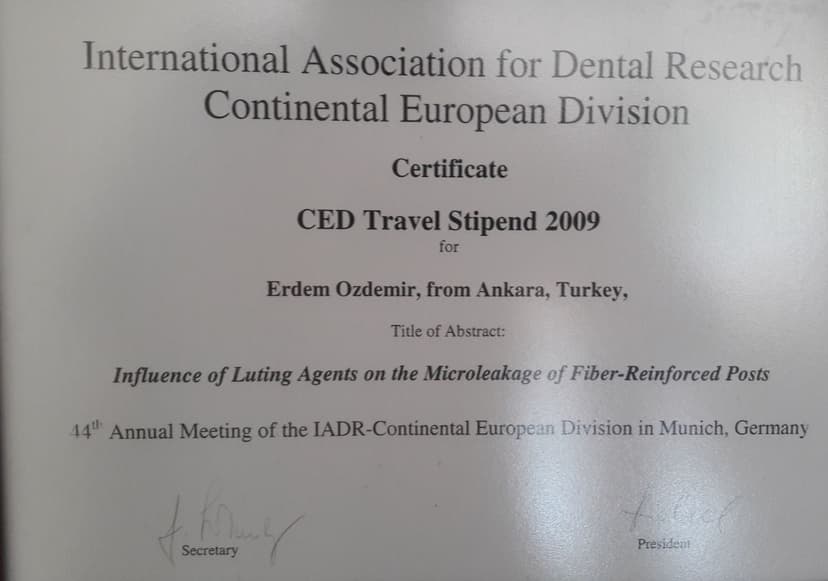 International Association for Dental Research
Continental European Division
Certificate
CED Travel Stipend 2009
for
Erdem Ozdemir, from Ankara, Turkey,
Title of Abstract:
Influence of Luting Agents on the Microleakage of Fiber-Reinforced Posts
44th Annual Meeting of the IADR-Continental European Division in Munich, Germany
Secretary
President